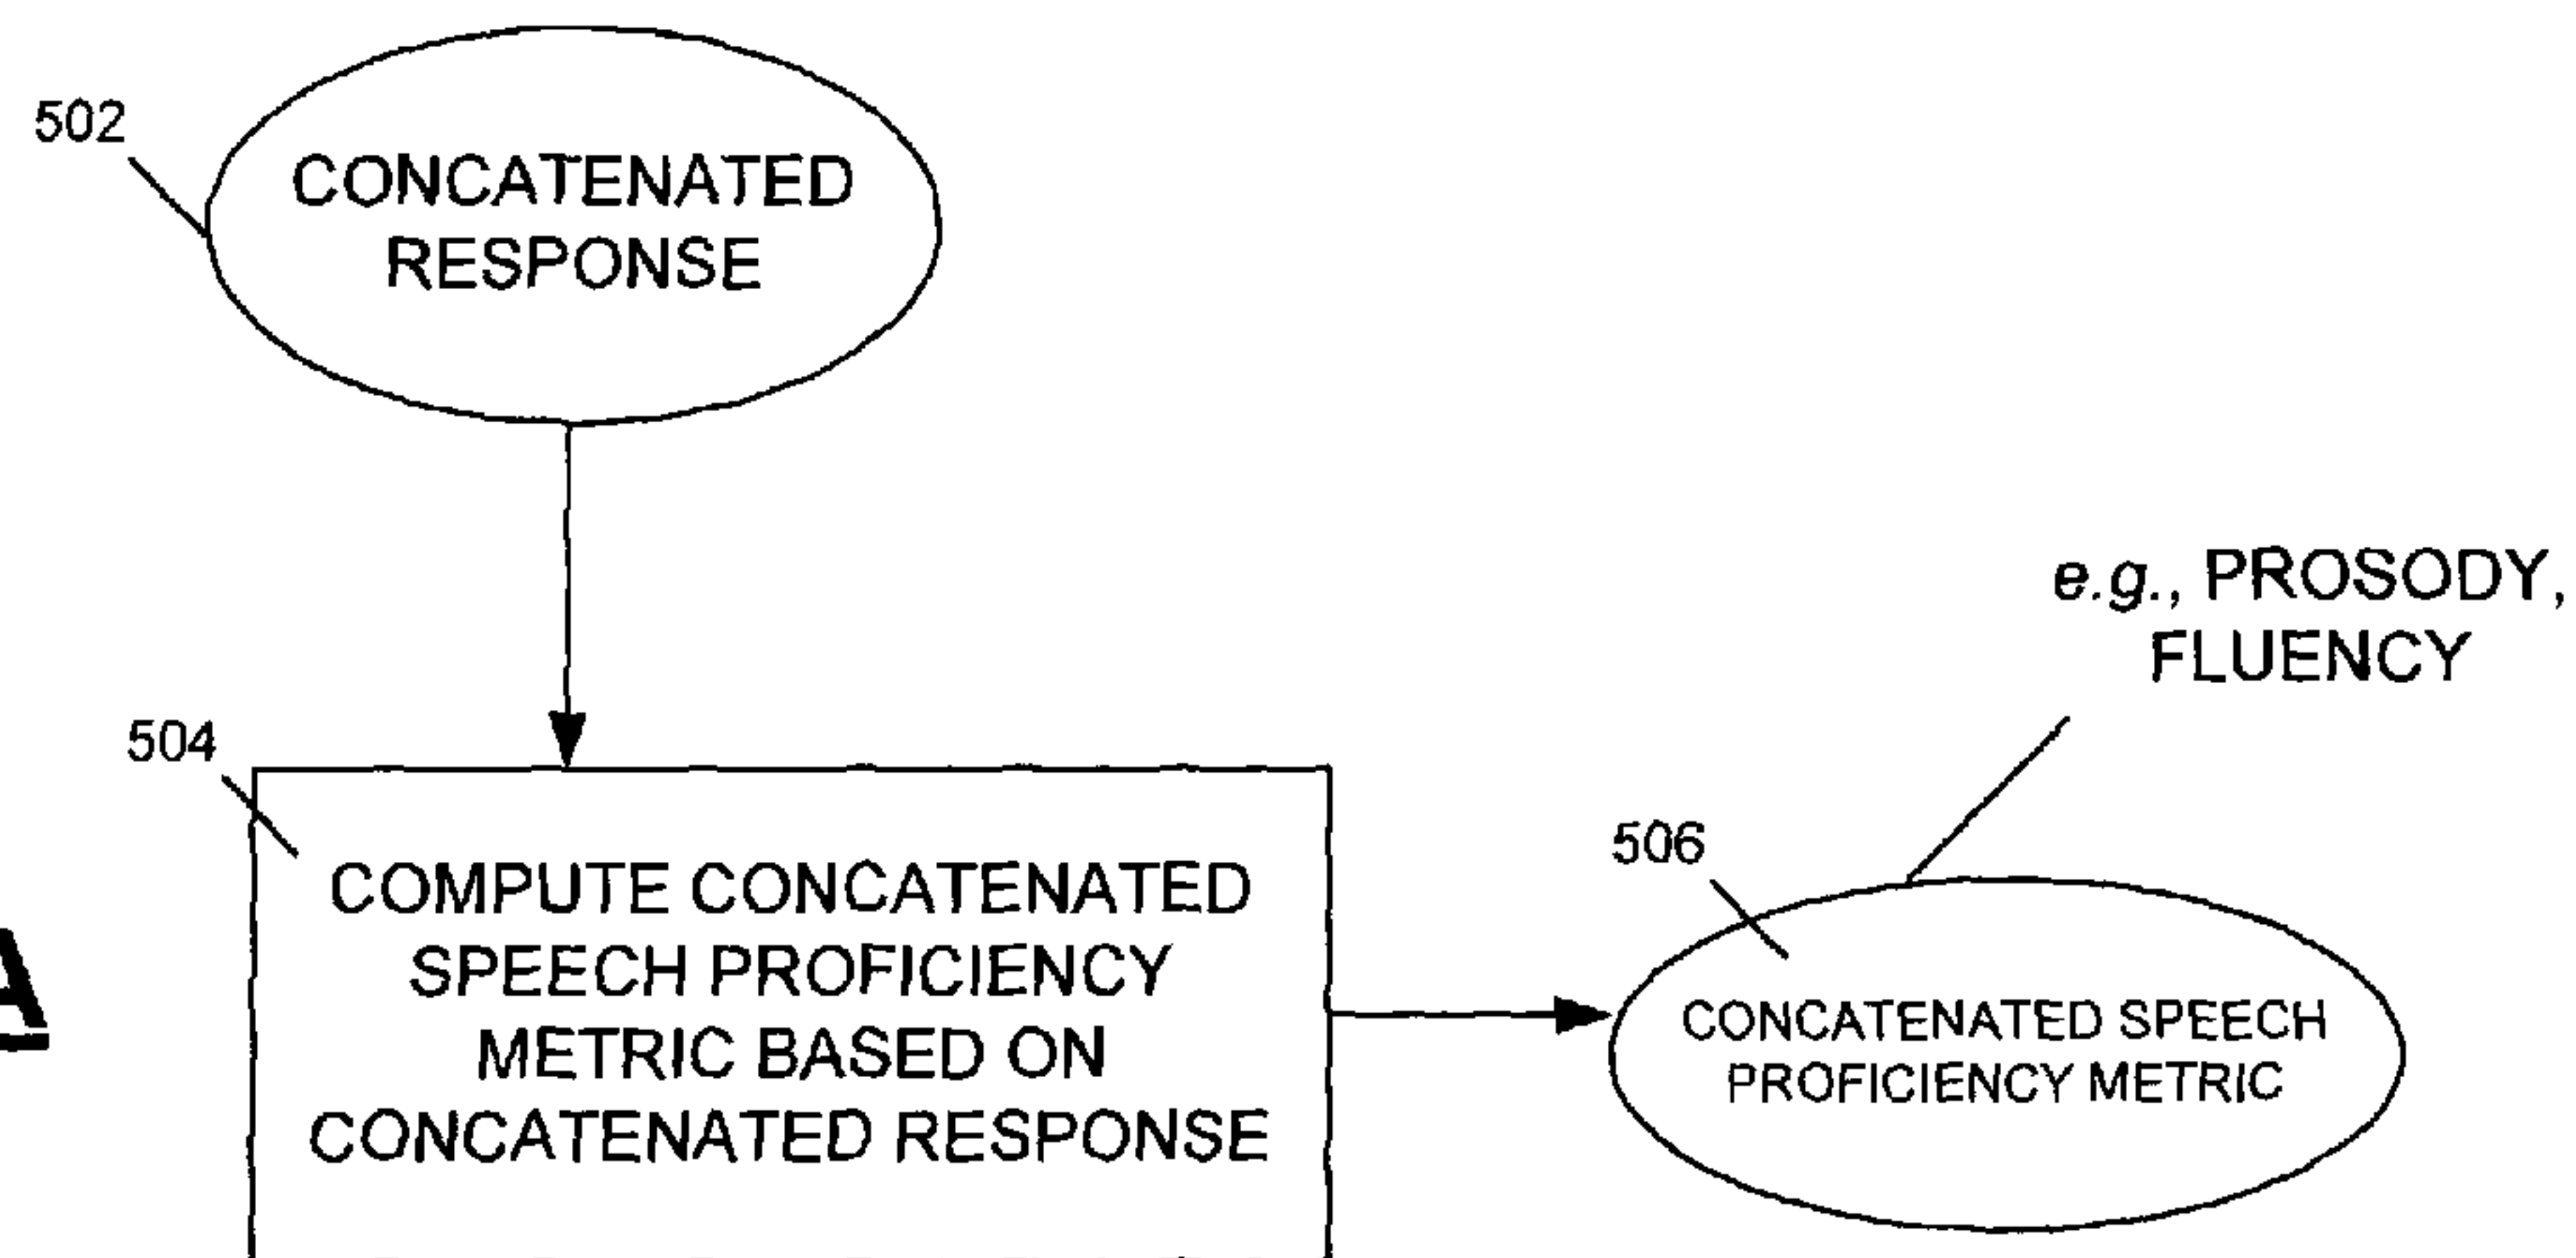 502
CONCATENATED
RESPONSE
e.g., PROSODY,
FLUENCY
504
COMPUTE CONCATENATED
SPEECH PROFICIENCY
METRIC BASED ON
CONCATENATED RESPONSE
506
CONCATENATED SPEECH
PROFICIENCY METRIC
A